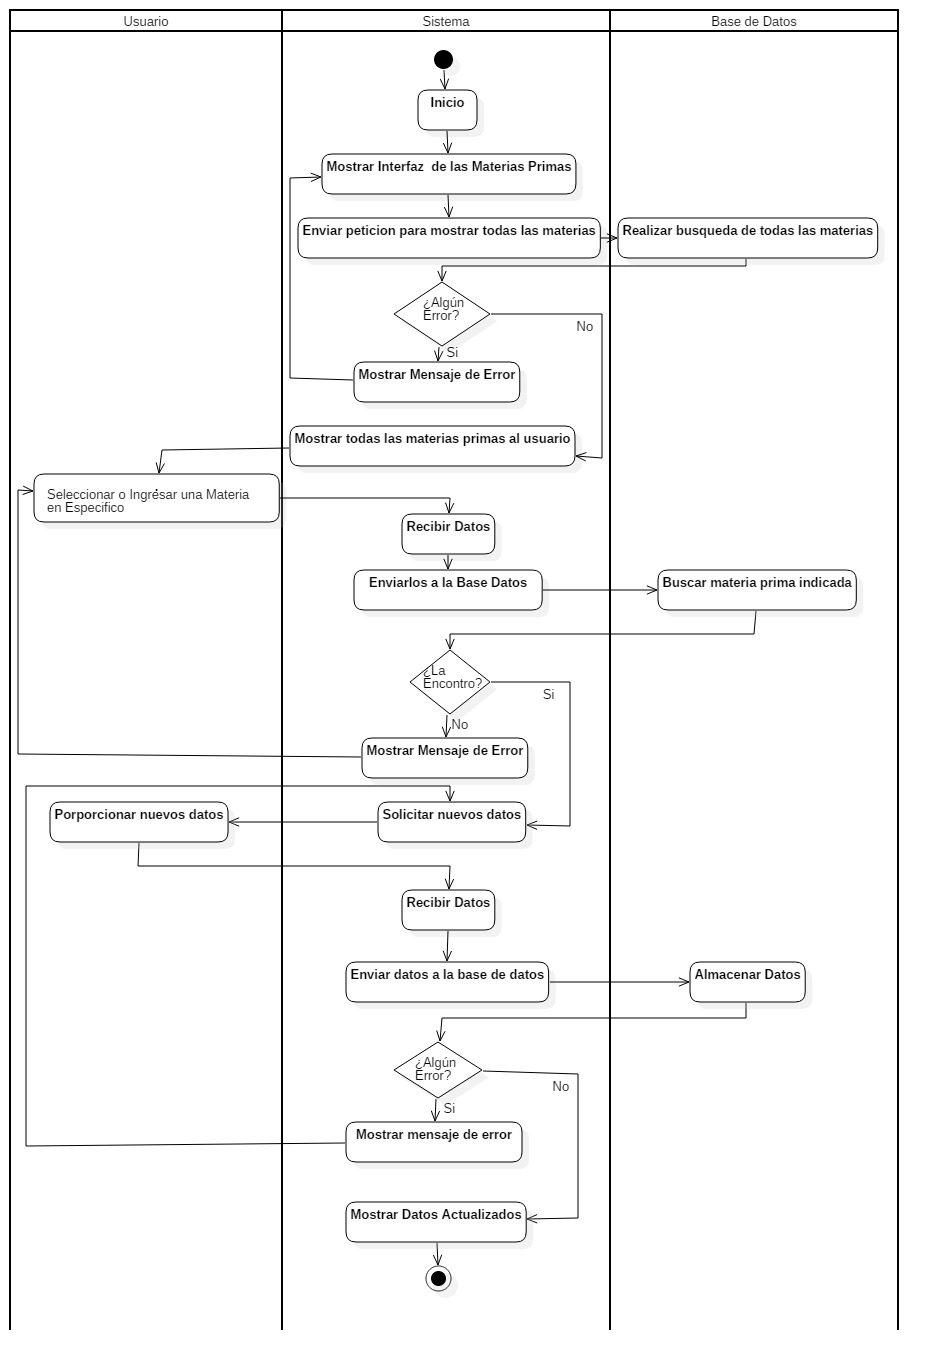 Usuario
Sistema
Base de Datos
Inicio
Mostrar Interfaz  de las Materias Primas
Enviar peticion para mostrar todas las materias
Realizar busqueda de todas las materias
¿Algún
Error?
No
Si
Mostrar Mensaje de Error
Mostrar todas las materias primas al usuario
Seleccionar o Ingresar una Materia
en Especifico
Recibir Datos
Enviarlos a la Base Datos
Buscar materia prima indicada
¿La
Encontro?
Si
No
Mostrar Mensaje de Error
Porporcionar nuevos datos
Solicitar nuevos datos
Recibir Datos
Enviar datos a la base de datos
Almacenar Datos
¿Algún
Error?
No
Si
Mostrar mensaje de error
Mostrar Datos Actualizados